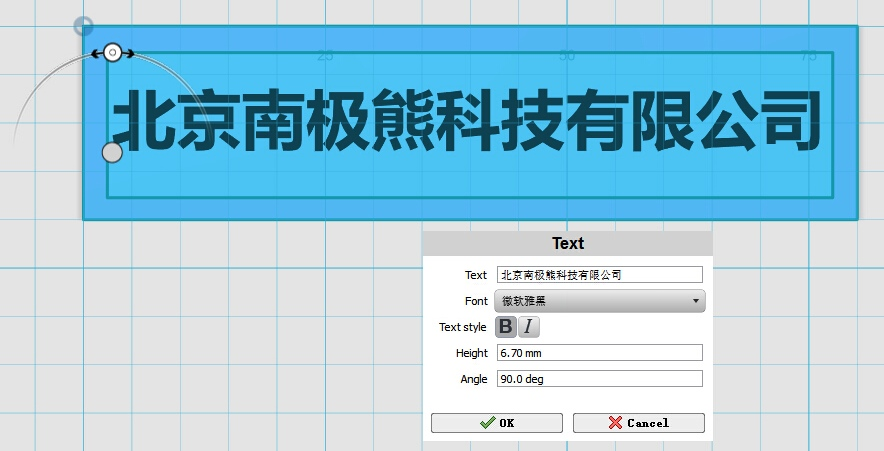 25 50 75
北京南极熊科技有限公司
Text
Text 北京南极熊科技有限公司
Font 微软雅黑
Text style B I
Height 6.70 mm
Angle 90.0 deg
OK Cancel